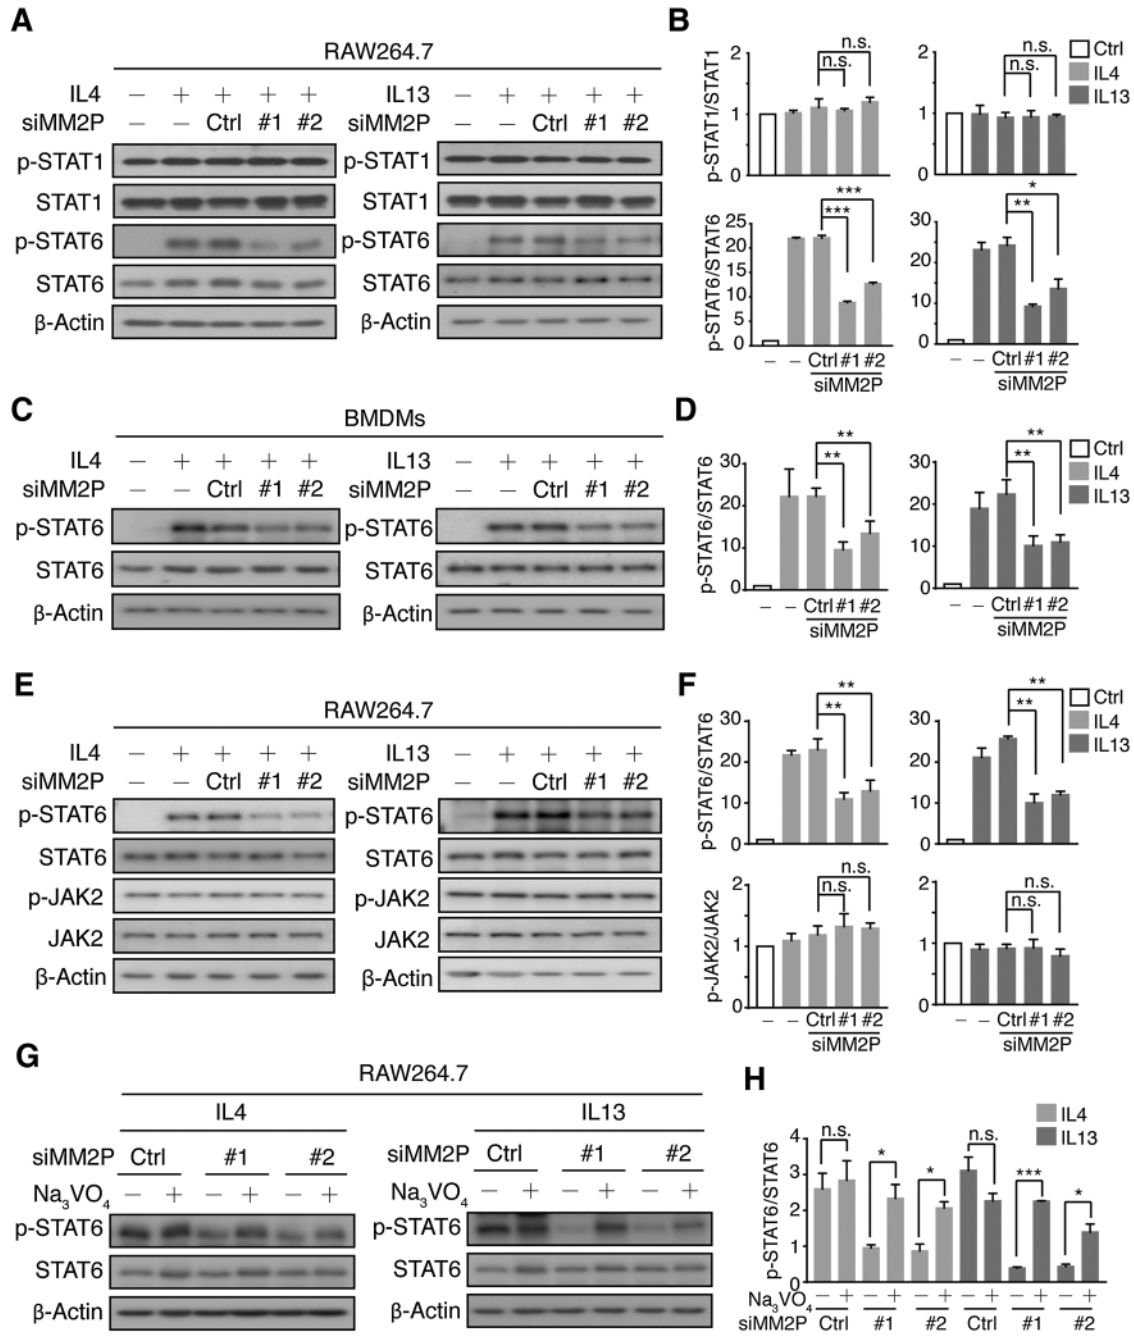 A
RAW264.7
IL4 – + + + +
siMM2P – – Ctrl #1 #2
p-STAT1
STAT1
p-STAT6
STAT6
β-Actin
IL13 – + + + +
siMM2P – – Ctrl #1 #2
p-STAT1
STAT1
p-STAT6
STAT6
β-Actin
B
p-STAT1/STAT1
2
1
0
n.s.
n.s.
2
1
0
n.s.
n.s.
Ctrl
IL4
IL13
p-STAT6/STAT6
25
20
15
10
5
0
***
***
– – Ctrl #1 #2
siMM2P
30
20
10
0
*
**
– – Ctrl #1 #2
siMM2P
C
BMDMs
IL4 – + + + +
siMM2P – – Ctrl #1 #2
p-STAT6
STAT6
β-Actin
IL13 – + + + +
siMM2P – – Ctrl #1 #2
p-STAT6
STAT6
β-Actin
D
p-STAT6/STAT6
30
20
10
0
**
**
– – Ctrl #1 #2
siMM2P
30
20
10
0
**
**
– – Ctrl #1 #2
siMM2P
Ctrl
IL4
IL13
E
RAW264.7
IL4 – + + + +
siMM2P – – Ctrl #1 #2
p-STAT6
STAT6
p-JAK2
JAK2
β-Actin
IL13 – + + + +
siMM2P – – Ctrl #1 #2
p-STAT6
STAT6
p-JAK2
JAK2
β-Actin
F
p-STAT6/STAT6
30
20
10
0
**
**
30
20
10
0
**
**
Ctrl
IL4
IL13
p-JAK2/JAK2
2
1
0
n.s.
n.s.
– – Ctrl #1 #2
siMM2P
2
1
0
n.s.
n.s.
– – Ctrl #1 #2
siMM2P
G
RAW264.7
IL4
siMM2P Ctrl #1 #2
Na₃VO₄ – + – + – +
p-STAT6
STAT6
β-Actin
IL13
siMM2P Ctrl #1 #2
Na₃VO₄ – + – + – +
p-STAT6
STAT6
β-Actin
H
IL4
IL13
p-STAT6/STAT6
4
3
2
1
0
n.s. * * n.s. *** *
Na₃VO₄ – + – + – + – + – + – +
siMM2P Ctrl #1 #2 Ctrl #1 #2